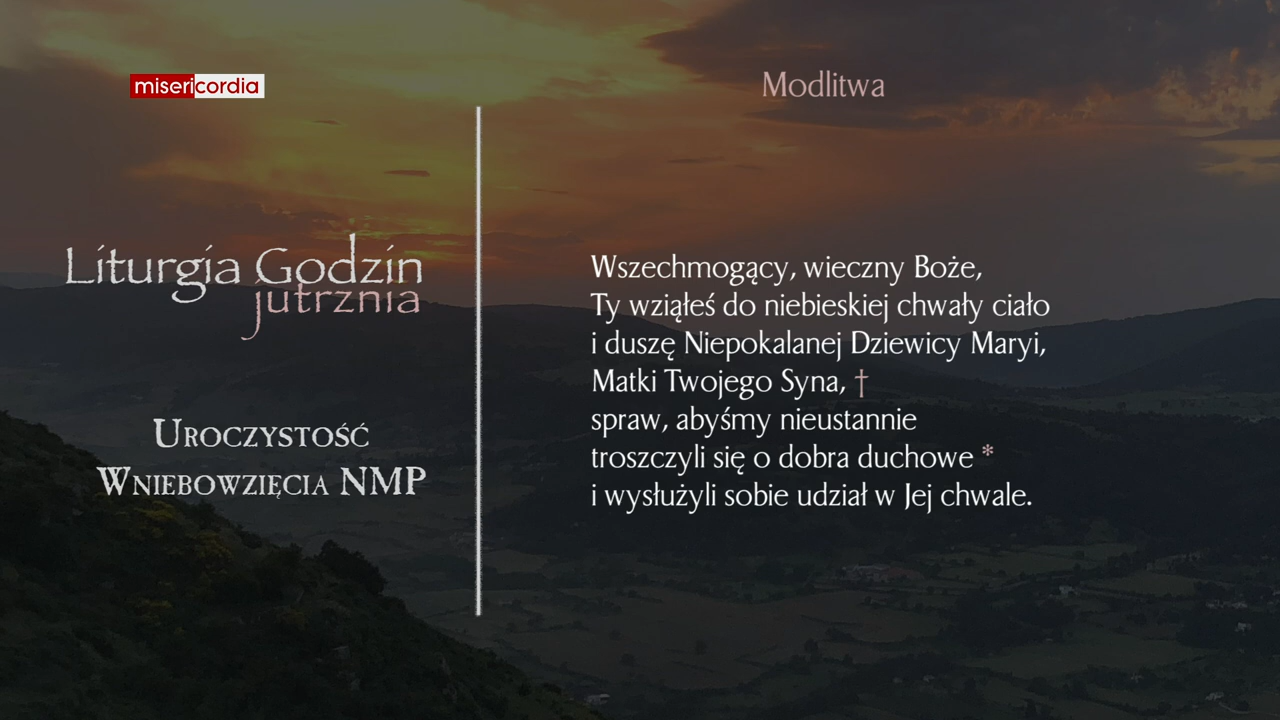 misericordia
Liturgia Godzin
jutrznia
Uroczystość
Wniebowzięcia NMP
Modlitwa
Wszechmogący, wieczny Boże,
Ty wziąłeś do niebieskiej chwały ciało
i duszę Niepokalanej Dziewicy Maryi,
Matki Twojego Syna, †
spraw, abyśmy nieustannie
troszczyli się o dobra duchowe *
i wysłużyli sobie udział w Jej chwale.